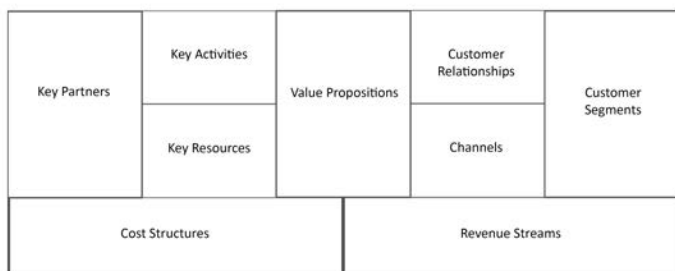 Key Partners
Key Activities
Key Resources
Value Propositions
Customer
Relationships
Channels
Customer
Segments
Cost Structures
Revenue Streams